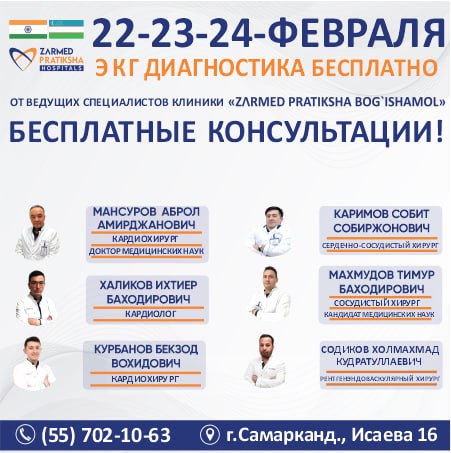 22-23-24-ФЕВРАЛЯ
ZARMED
PRATIKSHA
HOSPITALS
ЭКГ ДИАГНОСТИКА БЕСПЛАТНО
ОТ ВЕДУЩИХ СПЕЦИАЛИСТОВ КЛИНИКИ «ZARMED PRATIKSHA BOG`ISHAMOL»
БЕСПЛАТНЫЕ КОНСУЛЬТАЦИИ!
МАНСУРОВ АБРОЛ
АМИРДЖАНОВИЧ
КАРДИОХИРУРГ
ДОКТОР МЕДИЦИНСКИХ НАУК
КАРИМОВ СОБИТ
СОБИРЖОНОВИЧ
СЕРДЕЧНО-СОСУДИСТЫЙ ХИРУРГ
ХАЛИКОВ ИХТИЕР
БАХОДИРОВИЧ
КАРДИОЛОГ
МАХМУДОВ ТИМУР
БАХОДИРОВИЧ
СОСУДИСТЫЙ ХИРУРГ
КАНДИДАТ МЕДИЦИНСКИХ НАУК
КУРБАНОВ БЕКЗОД
ВОХИДОВИЧ
КАРДИОХИРУРГ
СОДИКОВ ХОЛМАХМАД
КУДРАТУЛЛАЕВИЧ
РЕНТГЕНЭНДОВАСКУЛЯРНЫЙ ХИРУРГ
(55) 702-10-63
г.Самарканд., Исаева 16